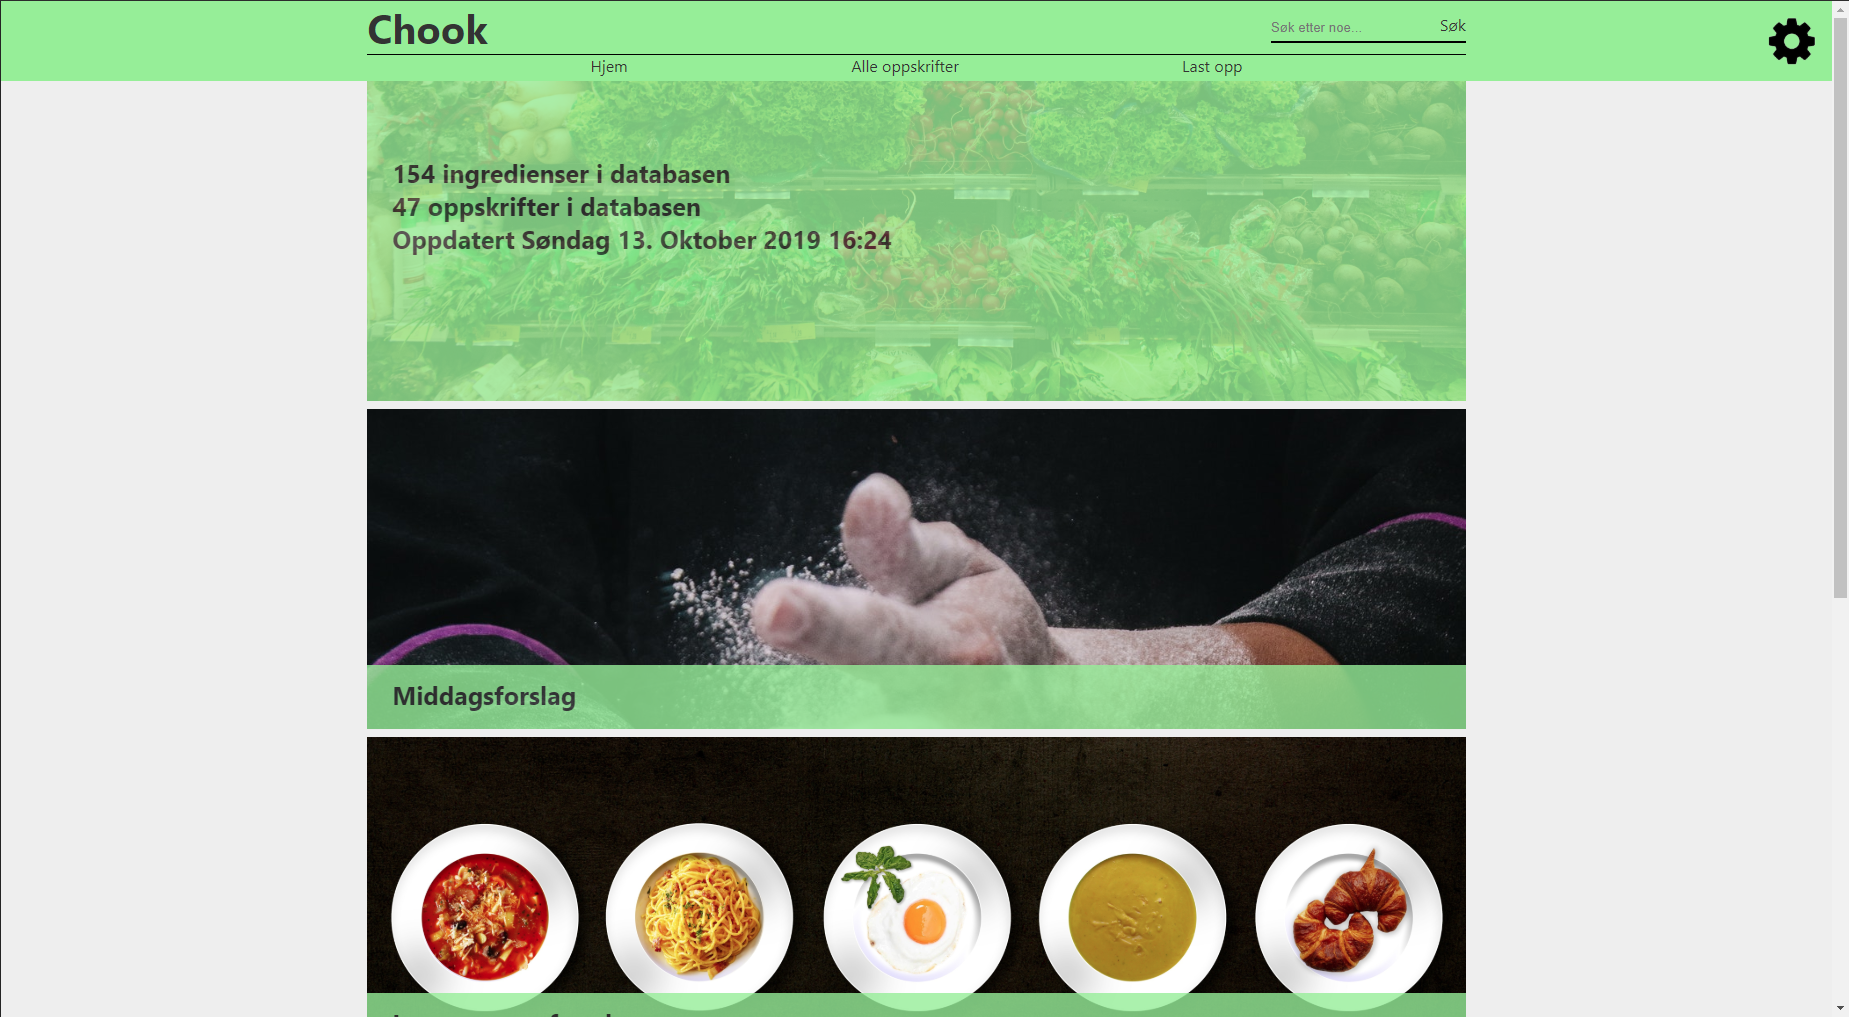 Chook
Søk etter noe...
Søk
Hjem
Alle oppskrifter
Last opp
154 ingredienser i databasen
47 oppskrifter i databasen
Oppdatert Søndag 13. Oktober 2019 16:24
Middagsforslag